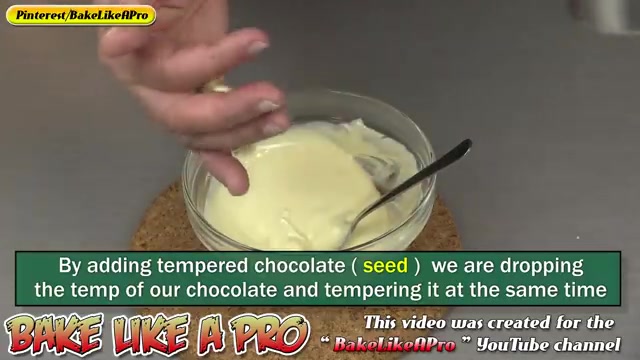 Pinterest/BakeLikeAPro
By adding tempered chocolate ( seed ) we are dropping
the temp of our chocolate and tempering it at the same time
BAKE LIKE A PRO
This video was created for the
“ BakeLikeAPro ” YouTube channel